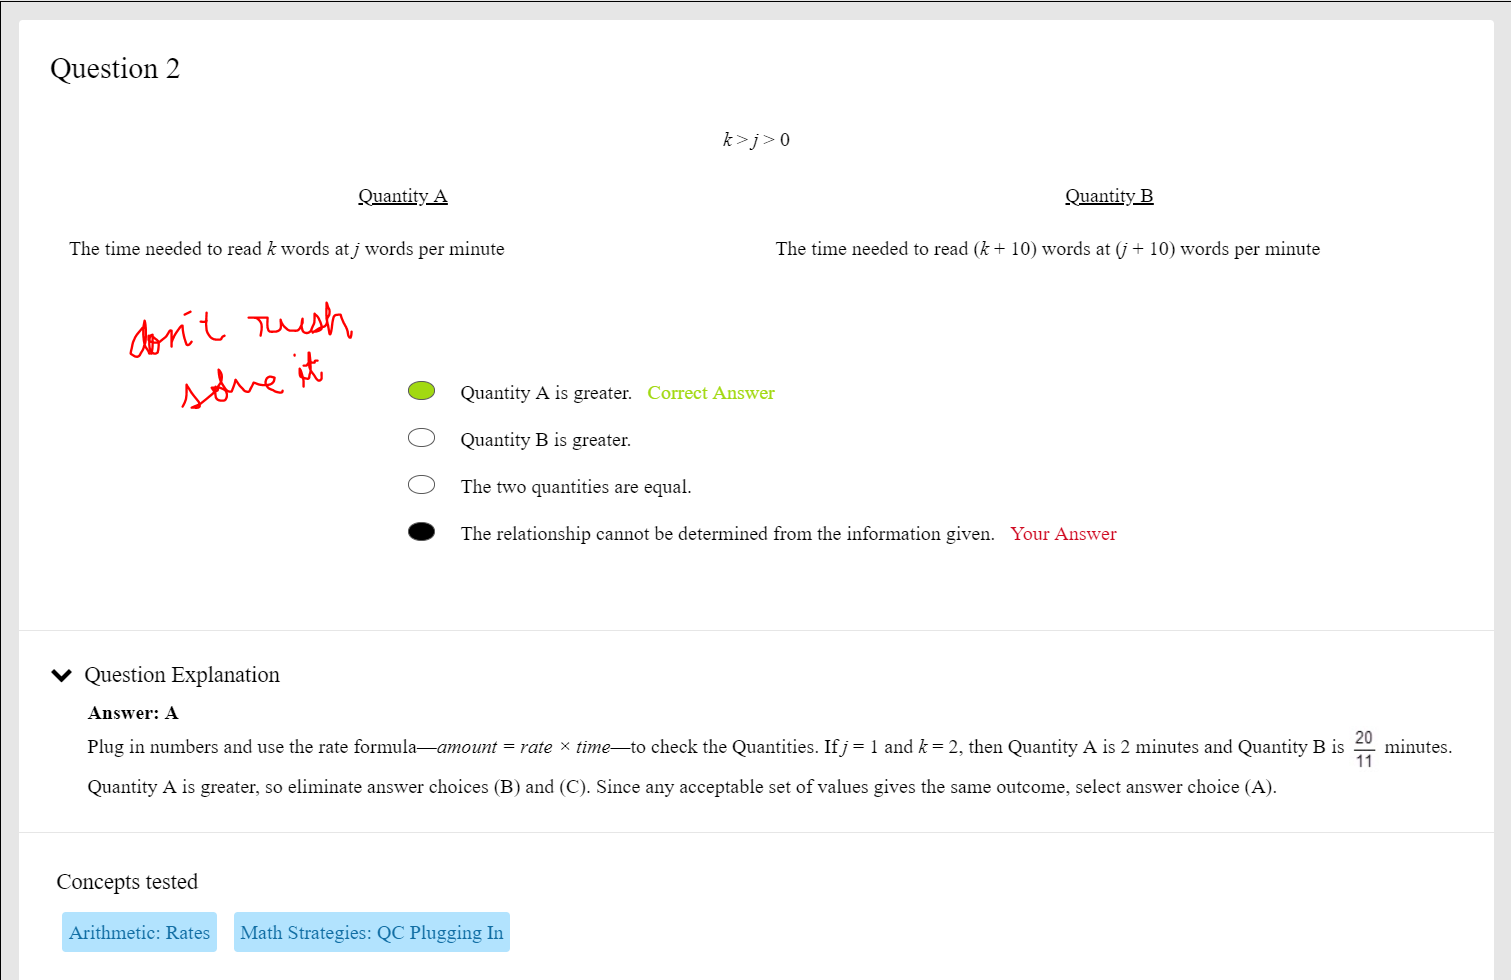 Question 2
k > j > 0
Quantity A
Quantity B
The time needed to read k words at j words per minute
The time needed to read (k + 10) words at (j + 10) words per minute
don't rush
solve it
Quantity A is greater. Correct Answer
Quantity B is greater.
The two quantities are equal.
The relationship cannot be determined from the information given. Your Answer
Question Explanation
Answer: A
Plug in numbers and use the rate formula—amount = rate × time—to check the Quantities. If j = 1 and k = 2, then Quantity A is 2 minutes and Quantity B is 20/11 minutes.
Quantity A is greater, so eliminate answer choices (B) and (C). Since any acceptable set of values gives the same outcome, select answer choice (A).
Concepts tested
Arithmetic: Rates
Math Strategies: QC Plugging In